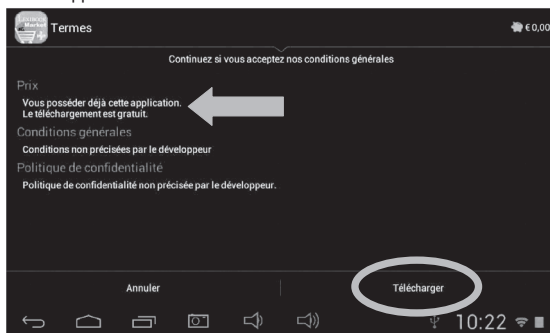 Lexibook
Market
Termes
€ 0,00
Continuez si vous acceptez nos conditions générales
Prix
Vous posséder déjà cette application.
Le téléchargement est gratuit.
Conditions générales
Conditions non précisées par le développeur
Politique de confidentialité
Politique de confidentialité non précisée par le développeur.
Annuler
Télécharger
10:22